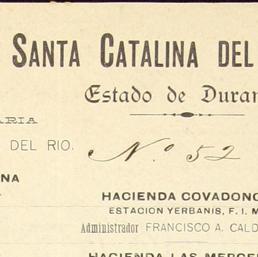 SANTA CATALINA DEL
Estado de Duran
ARIA
DEL RIO.
Nº 52
NA
HACIENDA COVADONG
ESTACION YERBANIS, F. I. M
Administrador FRANCISCO A. CALD
HACIENDA LAS MERCED